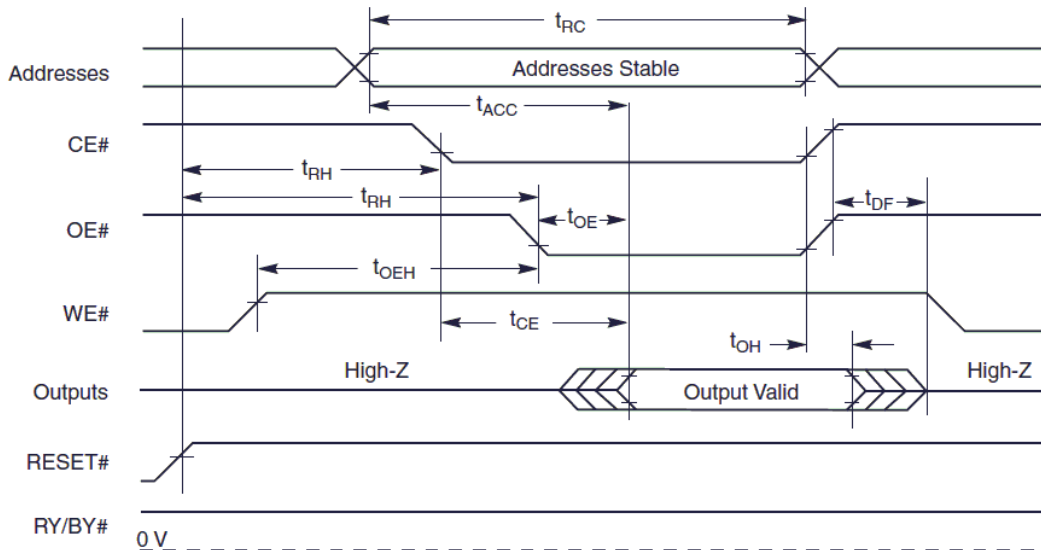 tRC
Addresses
Addresses Stable
tACC
CE#
tRH
tRH
OE#
tOE
tDF
tOEH
WE#
tCE
tOH
High-Z
High-Z
Outputs
Output Valid
RESET#
RY/BY#
0 V